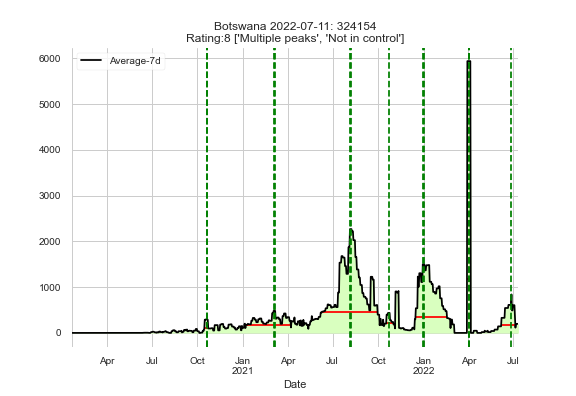 Botswana 2022-07-11: 324154
Rating:8 ['Multiple peaks', 'Not in control']
Average-7d
6000
5000
4000
3000
2000
1000
0
Apr Jul Oct Jan Apr Jul Oct Jan Apr Jul
2021 2022
Date